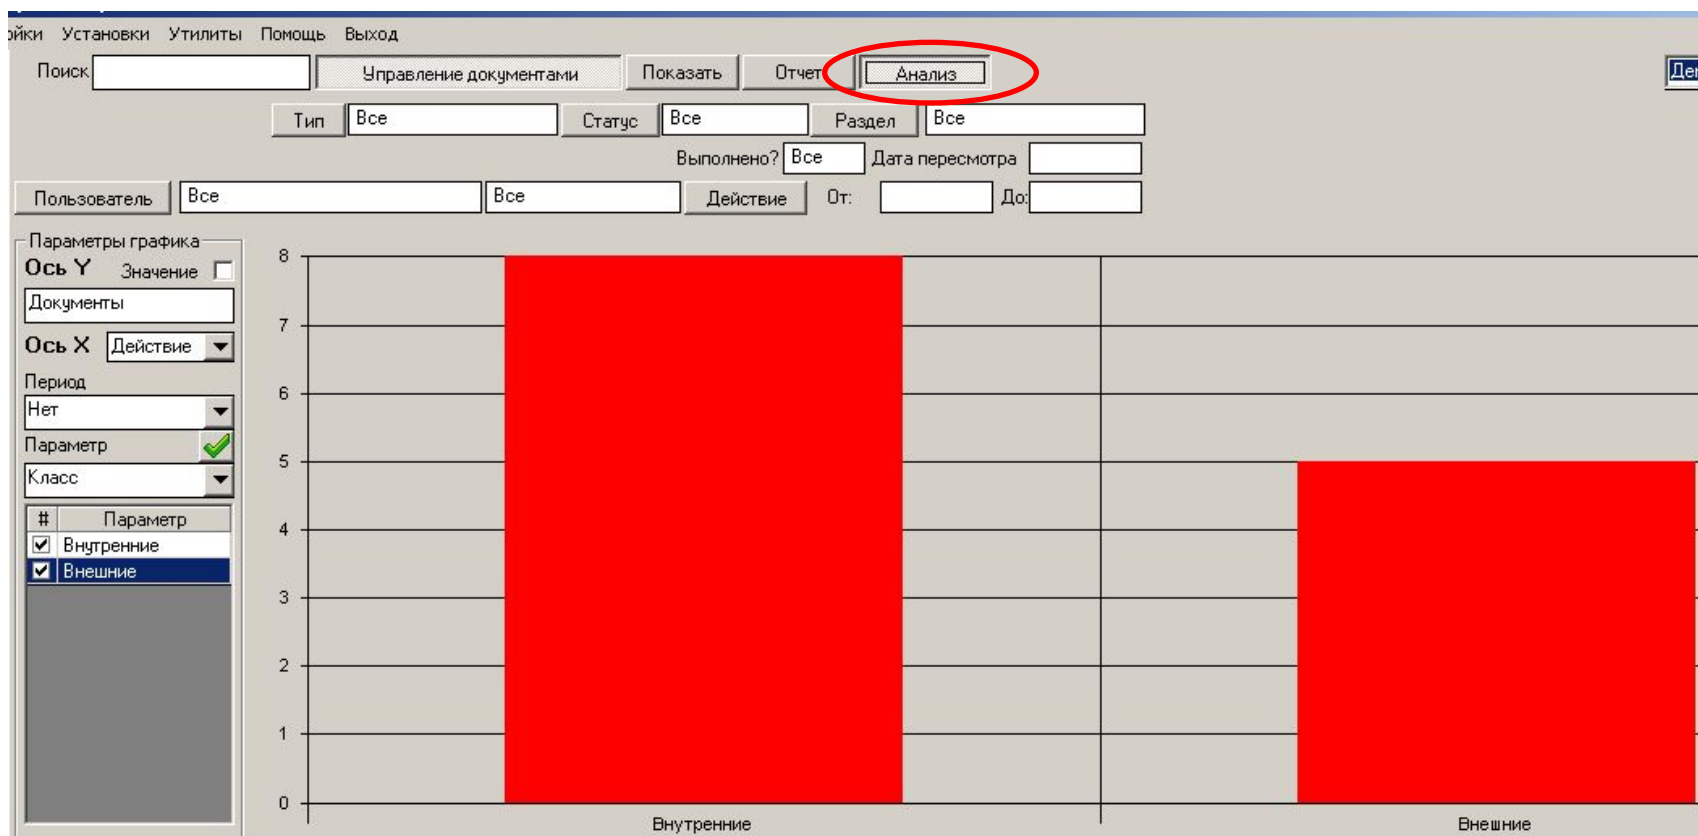 Установки Утилиты Помощь Выход
Поиск Управление документами Показать Отчет Анализ
Тип Все Статус Все Раздел Все
Выполнено? Все Дата пересмотра
Пользователь Все Все Действие От: До:
Параметры графика
Ось Y Значение
Документы
Ось X Действие
Период
Нет
Параметр
Класс
# Параметр
Внутренние
Внешние
8
7
6
5
4
3
2
1
0
Внутренние Внешние